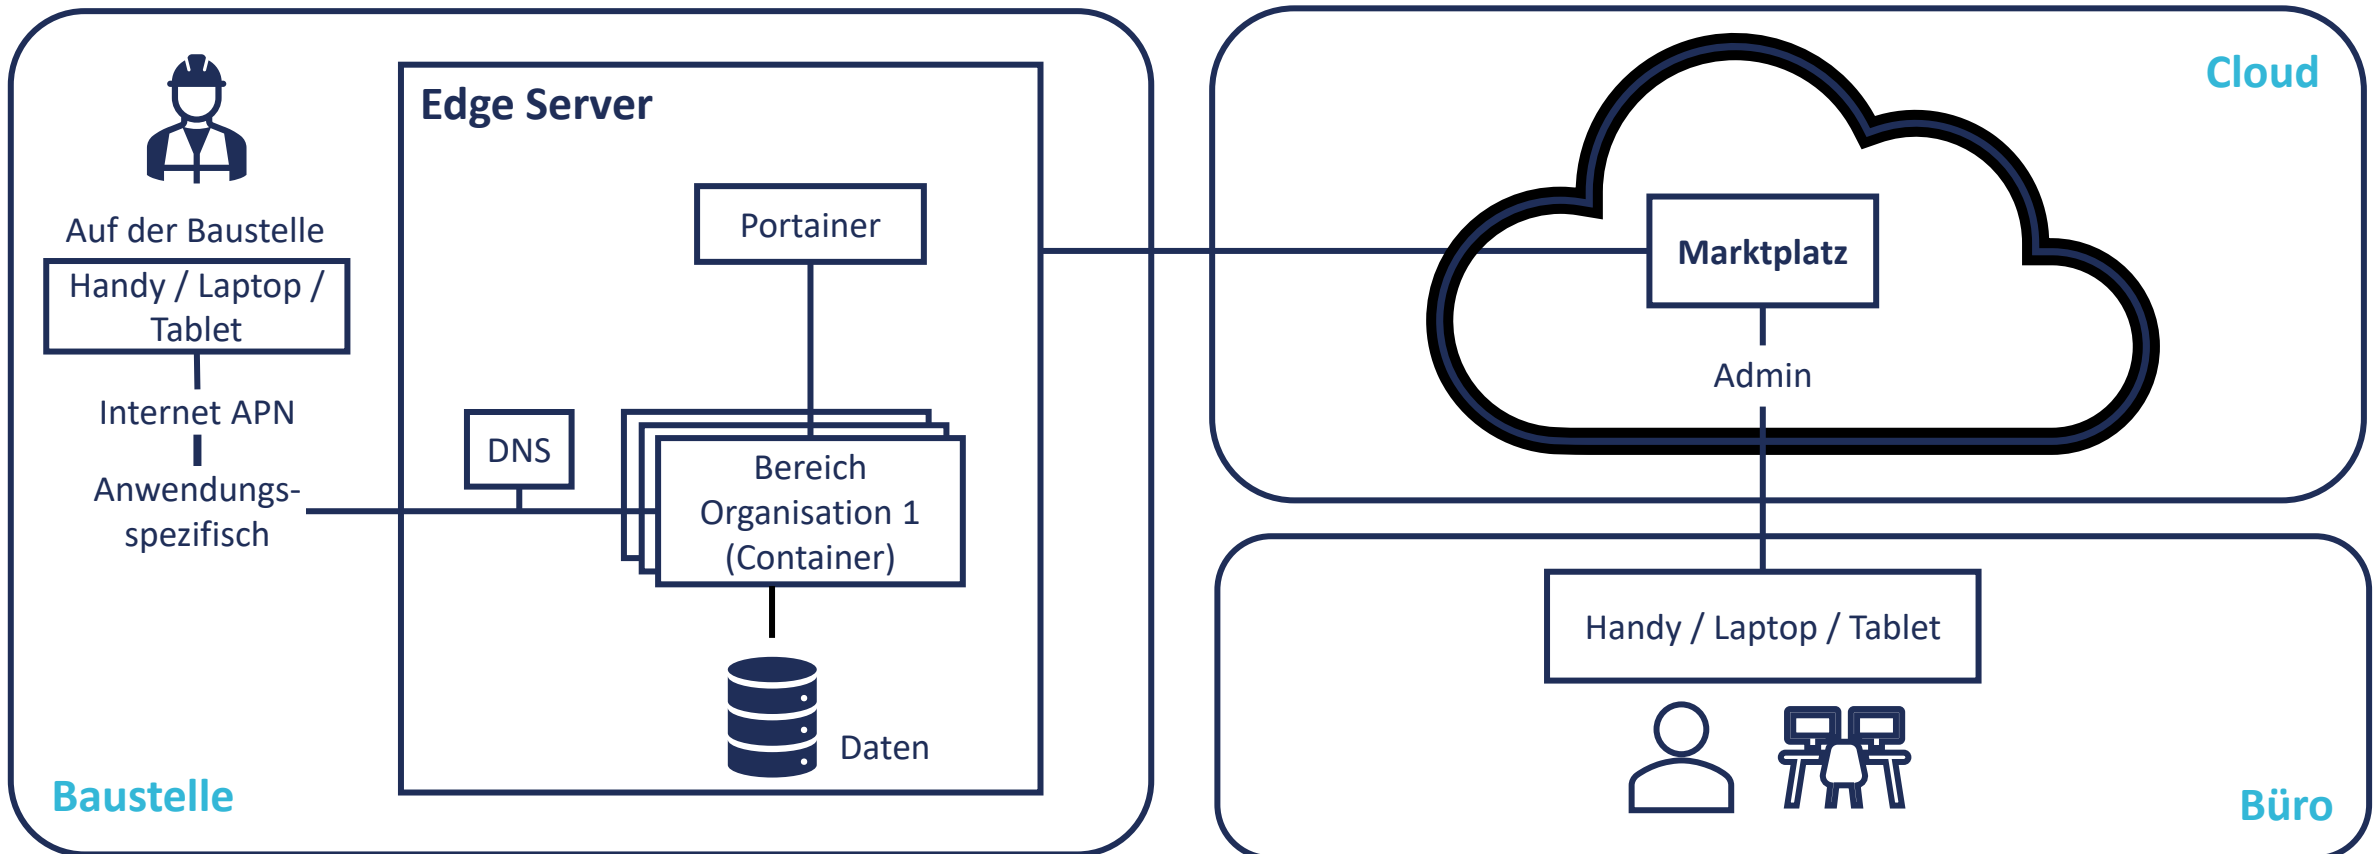 Auf der Baustelle
Handy / Laptop /
Tablet
Internet APN
Anwendungs-
spezifisch
Baustelle
Edge Server
Portainer
DNS
Bereich
Organisation 1
(Container)
Daten
Cloud
Marktplatz
Admin
Handy / Laptop / Tablet
Büro